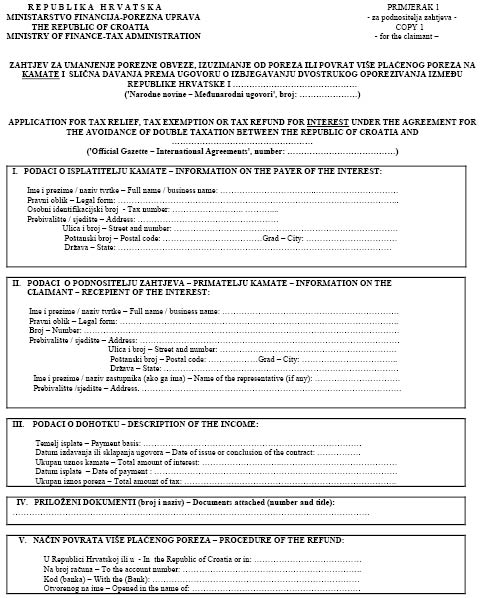 REPUBLIKA HRVATSKA
MINISTARSTVO FINANCIJA-POREZNA UPRAVA
THE REPUBLIC OF CROATIA
MINISTRY OF FINANCE-TAX ADMINISTRATION
PRIMJERAK 1
- za podnositelja zahtjeva -
COPY 1
- for the claimant –
ZAHTJEV ZA UMANJENJE POREZNE OBVEZE, IZUZIMANJE OD POREZA ILI POVRAT VIŠE PLAĆENOG POREZA NA
KAMATE I SLIČNA DAVANJA PREMA UGOVORU O IZBJEGAVANJU DVOSTRUKOG OPOREZIVANJA IZMEĐU
REPUBLIKE HRVATSKE I ………………………………………
('Narodne novine – Međunarodni ugovori', broj: …………………)
APPLICATION FOR TAX RELIEF, TAX EXEMPTION OR TAX REFUND FOR INTEREST UNDER THE AGREEMENT FOR
THE AVOIDANCE OF DOUBLE TAXATION BETWEEN THE REPUBLIC OF CROATIA AND
……………………………………………
('Official Gazette – International Agreements', number: …………………………………)
I. PODACI O ISPLATITELJU KAMATE – INFORMATION ON THE PAYER OF THE INTEREST:
Ime i prezime / naziv tvrtke – Full name / business name: ………………………………………………………
Pravni oblik – Legal form: ………………………………………………………………………………
Osobni identifikacijski broj - Tax number: …………………… …………..
Prebivalište / sjedište – Address: ……………………………………………
Ulica i broj – Street and number: ………………………………………………………………………
Poštanski broj – Postal code: ………………………………Grad – City: ……………………………
Država – State: ………………………………………………………………………………………
II. PODACI O PODNOSITELJU ZAHTJEVA – PRIMATELJU KAMATE – INFORMATION ON THE
CLAIMANT – RECEPIENT OF THE INTEREST:
Ime i prezime / naziv tvrtke – Full name / business name: ………………………………………………………
Pravni oblik – Legal form: ………………………………………………………………………………
Broj – Number: …………………………………………………………………………………………
Prebivalište / sjedište – Address: ………………………………………………………………………………
Ulica i broj – Street and number: …………………………………………………………
Poštanski broj – Postal code: ………………Grad – City: ……………………………
Država – State: …………………………………………………………………………
Ime i prezime / naziv zastupnika (ako ga ima) – Name of the representative (if any): …………………………
Prebivalište /sjedište – Address. …………………………………………………………………………………
III. PODACI O DOHOTKU – DESCRIPTION OF THE INCOME:
Temelj isplate – Payment basis: ……………………………………………………………………
Datum izdavanja ili sklapanja ugovora – Date of issue or conclusion of the contract: ……………
Ukupan uznos kamate – Total amount of interest: ……………………………………………………………
Datum isplate – Date of payment : ……………………………………………………………………………
Ukupan iznos poreza – Total amount of tax: …………………………………………………………………
IV. PRILOŽENI DOKUMENTI (broj i naziv) – Documents attached (number and title):
……………………………………………………………………………………………………………………
V. NAČIN POVRATA VIŠE PLAĆENOG POREZA – PROCEDURE OF THE REFUND:
U Republici Hrvatskoj ili u - In the Republic of Croatia or in: …………………………………
Na broj računa – To the account number: …………………………………………………………
Kod (banka) – With the (Bank): …………………………………………………………………
Otvorenog na ime – Opened in the name of: ……………………………………………………